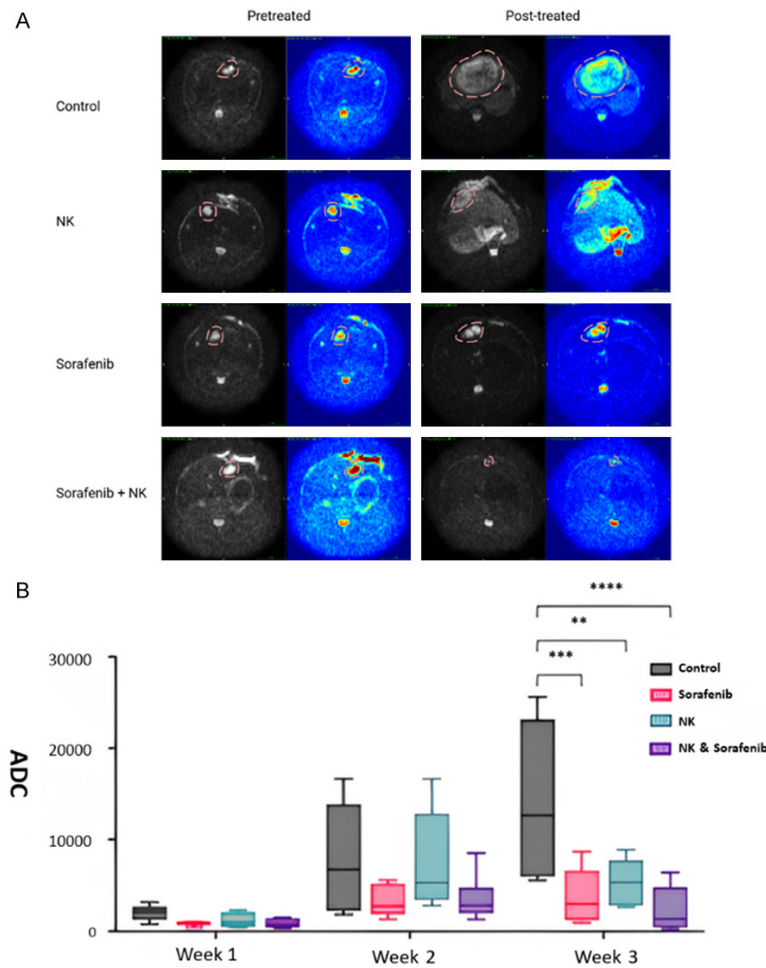 A
Pretreated
Post-treated
Control
NK
Sorafenib
Sorafenib + NK
B
****
**
***
30000
20000
10000
0
ADC
Control
Sorafenib
NK
NK & Sorafenib
Week 1
Week 2
Week 3